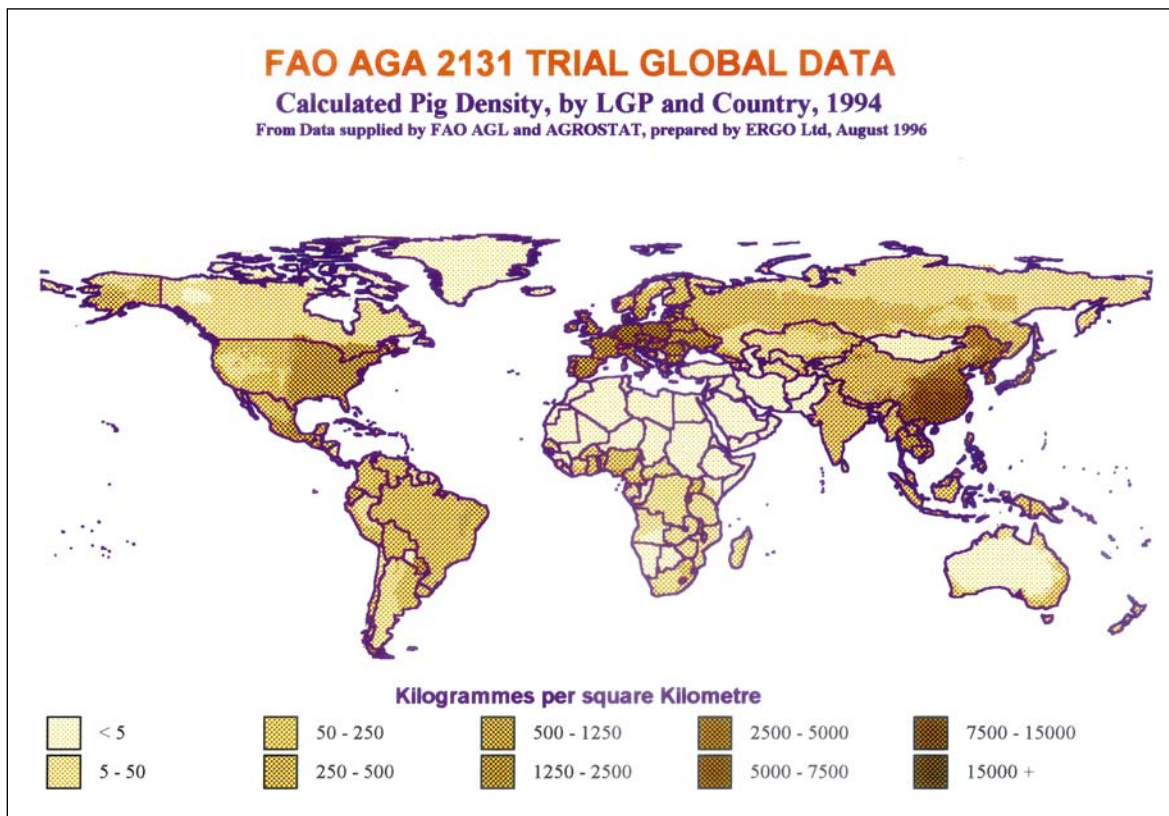 FAO AGA 2131 TRIAL GLOBAL DATA
Calculated Pig Density, by LGP and Country, 1994
From Data supplied by FAO AGL and AGROSTAT, prepared by ERGO Ltd, August 1996
Kilogrammes per square Kilometre
< 5
50 - 250
500 - 1250
2500 - 5000
7500 - 15000
5 - 50
250 - 500
1250 - 2500
5000 - 7500
15000 +